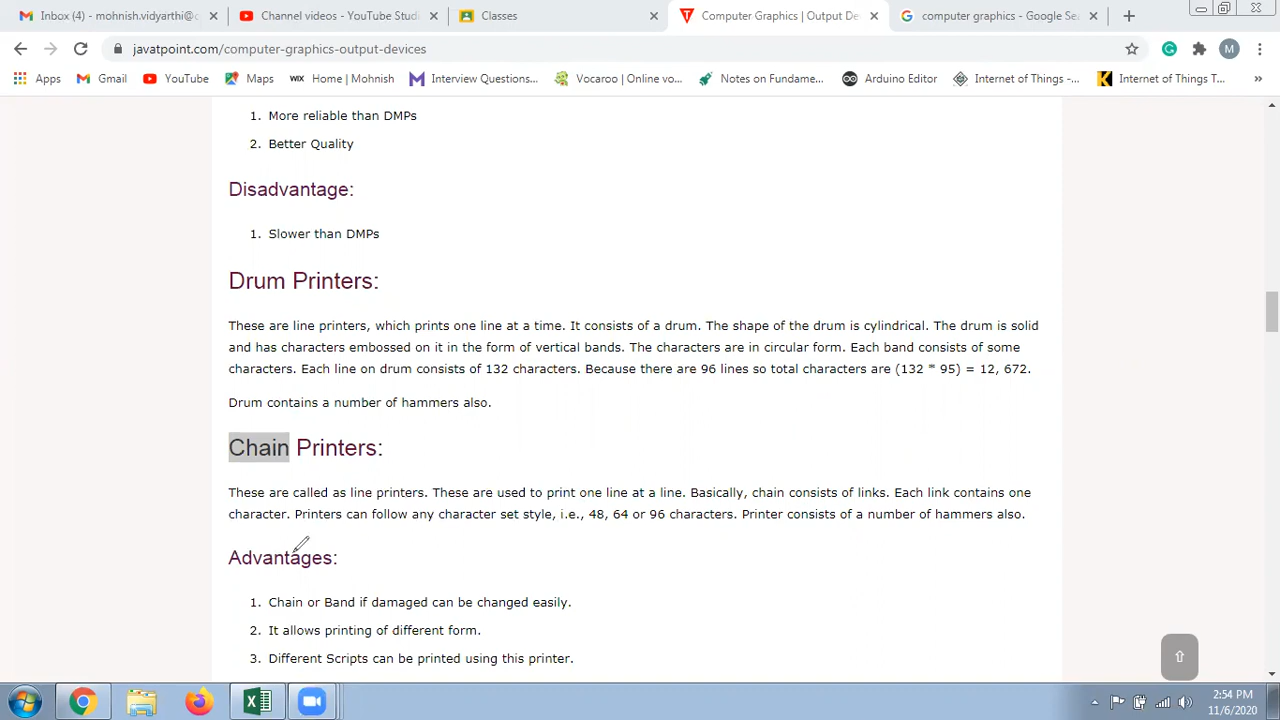 Inbox (4) - mohnish.vidyarthi@
Channel videos - YouTube Studi
Classes
Computer Graphics | Output De
computer graphics - Google Sea
javatpoint.com/computer-graphics-output-devices
M
Apps
Gmail
YouTube
Maps
WIX Home | Mohnish
Interview Questions...
Vocaroo | Online vo...
Notes on Fundame...
Arduino Editor
Internet of Things -...
Internet of Things T...
»
1. More reliable than DMPs
2. Better Quality
Disadvantage:
1. Slower than DMPs
Drum Printers:
These are line printers, which prints one line at a time. It consists of a drum. The shape of the drum is cylindrical. The drum is solid
and has characters embossed on it in the form of vertical bands. The characters are in circular form. Each band consists of some
characters. Each line on drum consists of 132 characters. Because there are 96 lines so total characters are (132 * 95) = 12, 672.
Drum contains a number of hammers also.
Chain Printers:
These are called as line printers. These are used to print one line at a line. Basically, chain consists of links. Each link contains one
character. Printers can follow any character set style, i.e., 48, 64 or 96 characters. Printer consists of a number of hammers also.
Advantages:
1. Chain or Band if damaged can be changed easily.
2. It allows printing of different form.
3. Different Scripts can be printed using this printer.
2:54 PM
11/6/2020